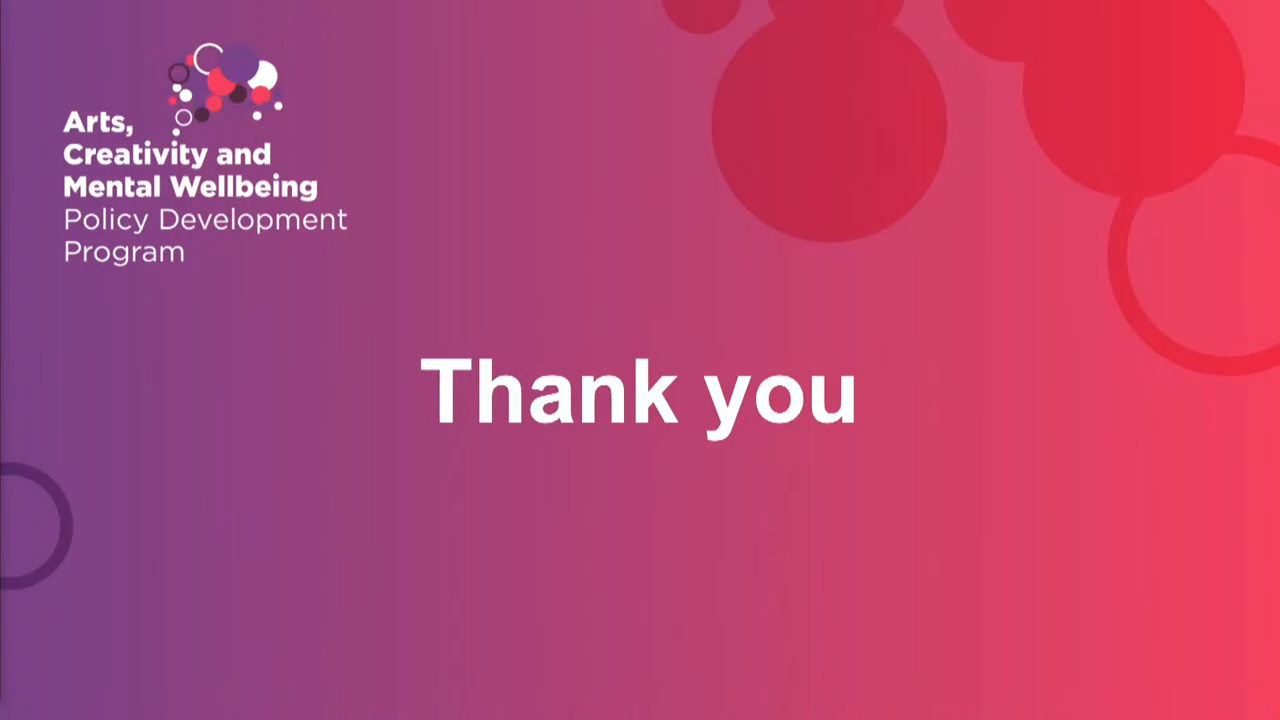 Arts,
Creativity and
Mental Wellbeing
Policy Development
Program
Thank you